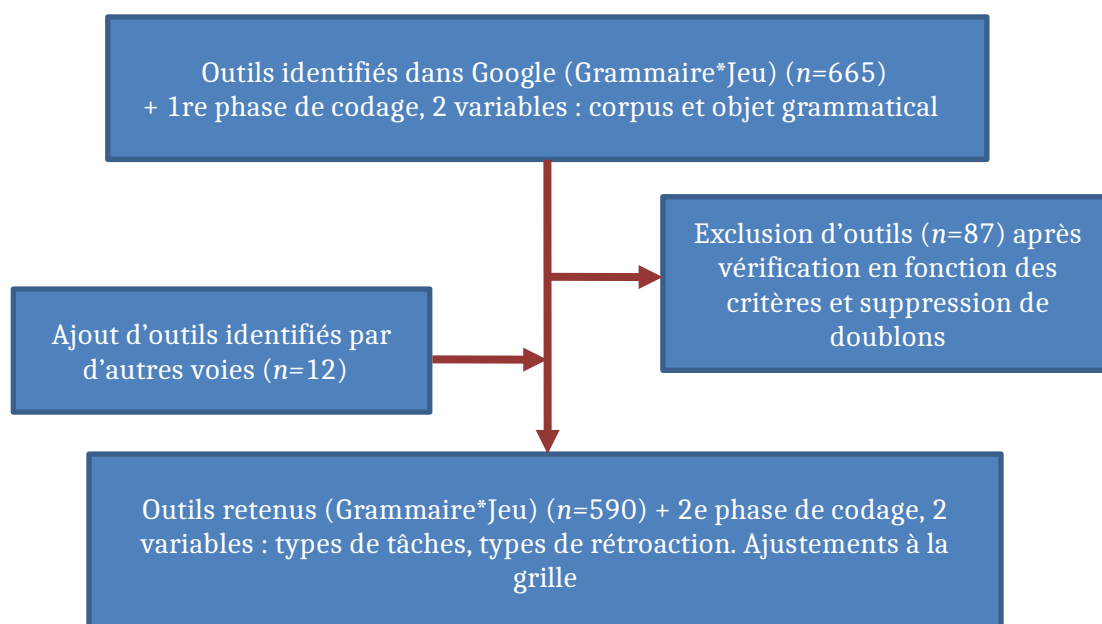 Outils identifiés dans Google (Grammaire*Jeu) (n=665)
+ 1re phase de codage, 2 variables : corpus et objet grammatical
Exclusion d’outils (n=87) après
vérification en fonction des
critères et suppression de
doublons
Ajout d’outils identifiés par
d’autres voies (n=12)
Outils retenus (Grammaire*Jeu) (n=590) + 2e phase de codage, 2
variables : types de tâches, types de rétroaction. Ajustements à la
grille